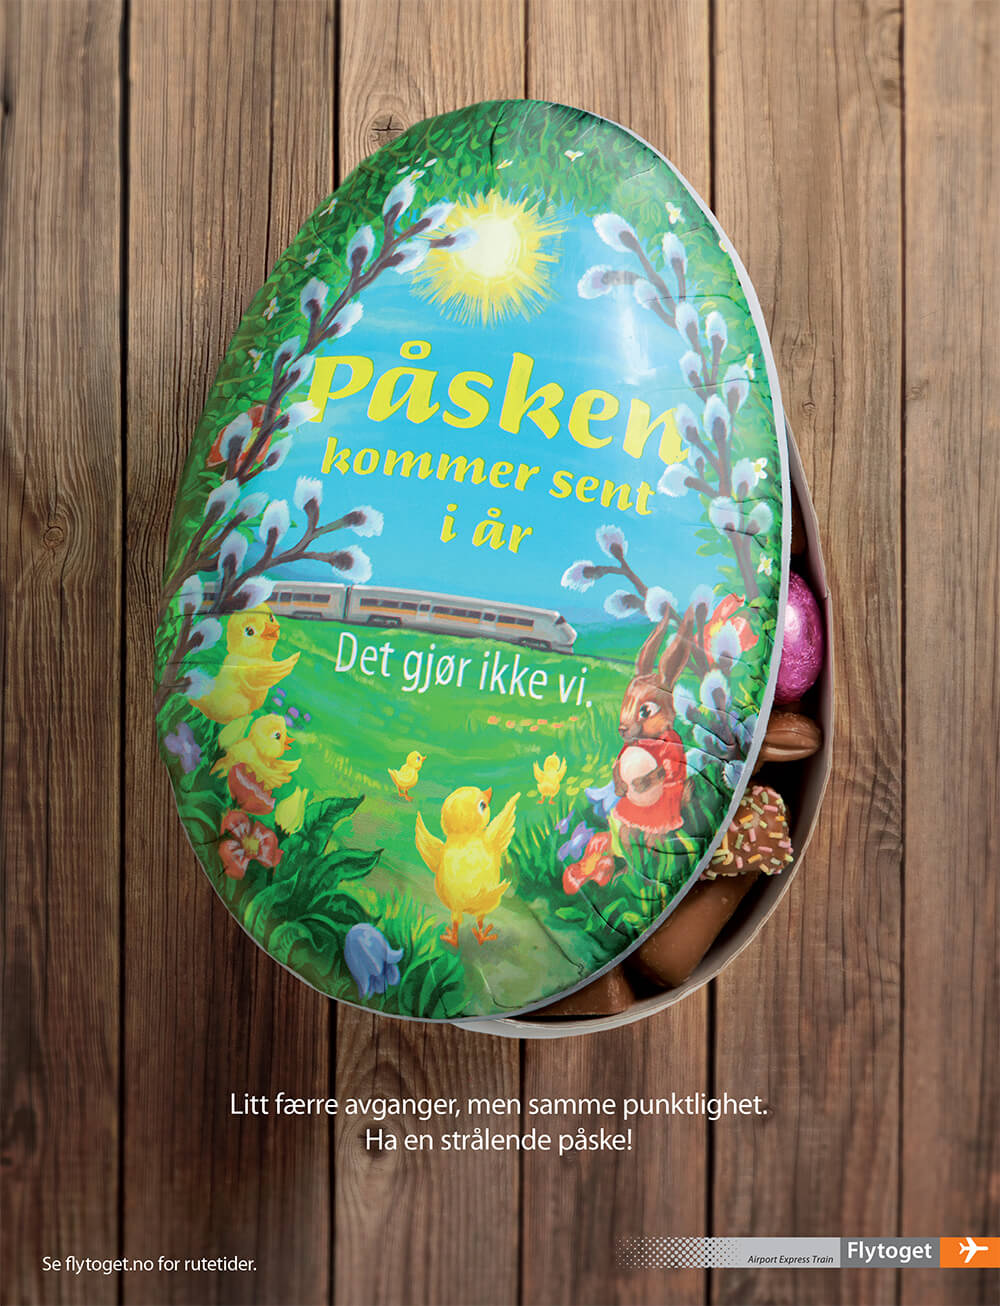 Påsken
kommer sent
i år
Det gjør ikke vi.
Litt færre avganger, men samme punktlighet.
Ha en strålende påske!
Se flytoget.no for rutetider.
Airport Express Train
Flytoget